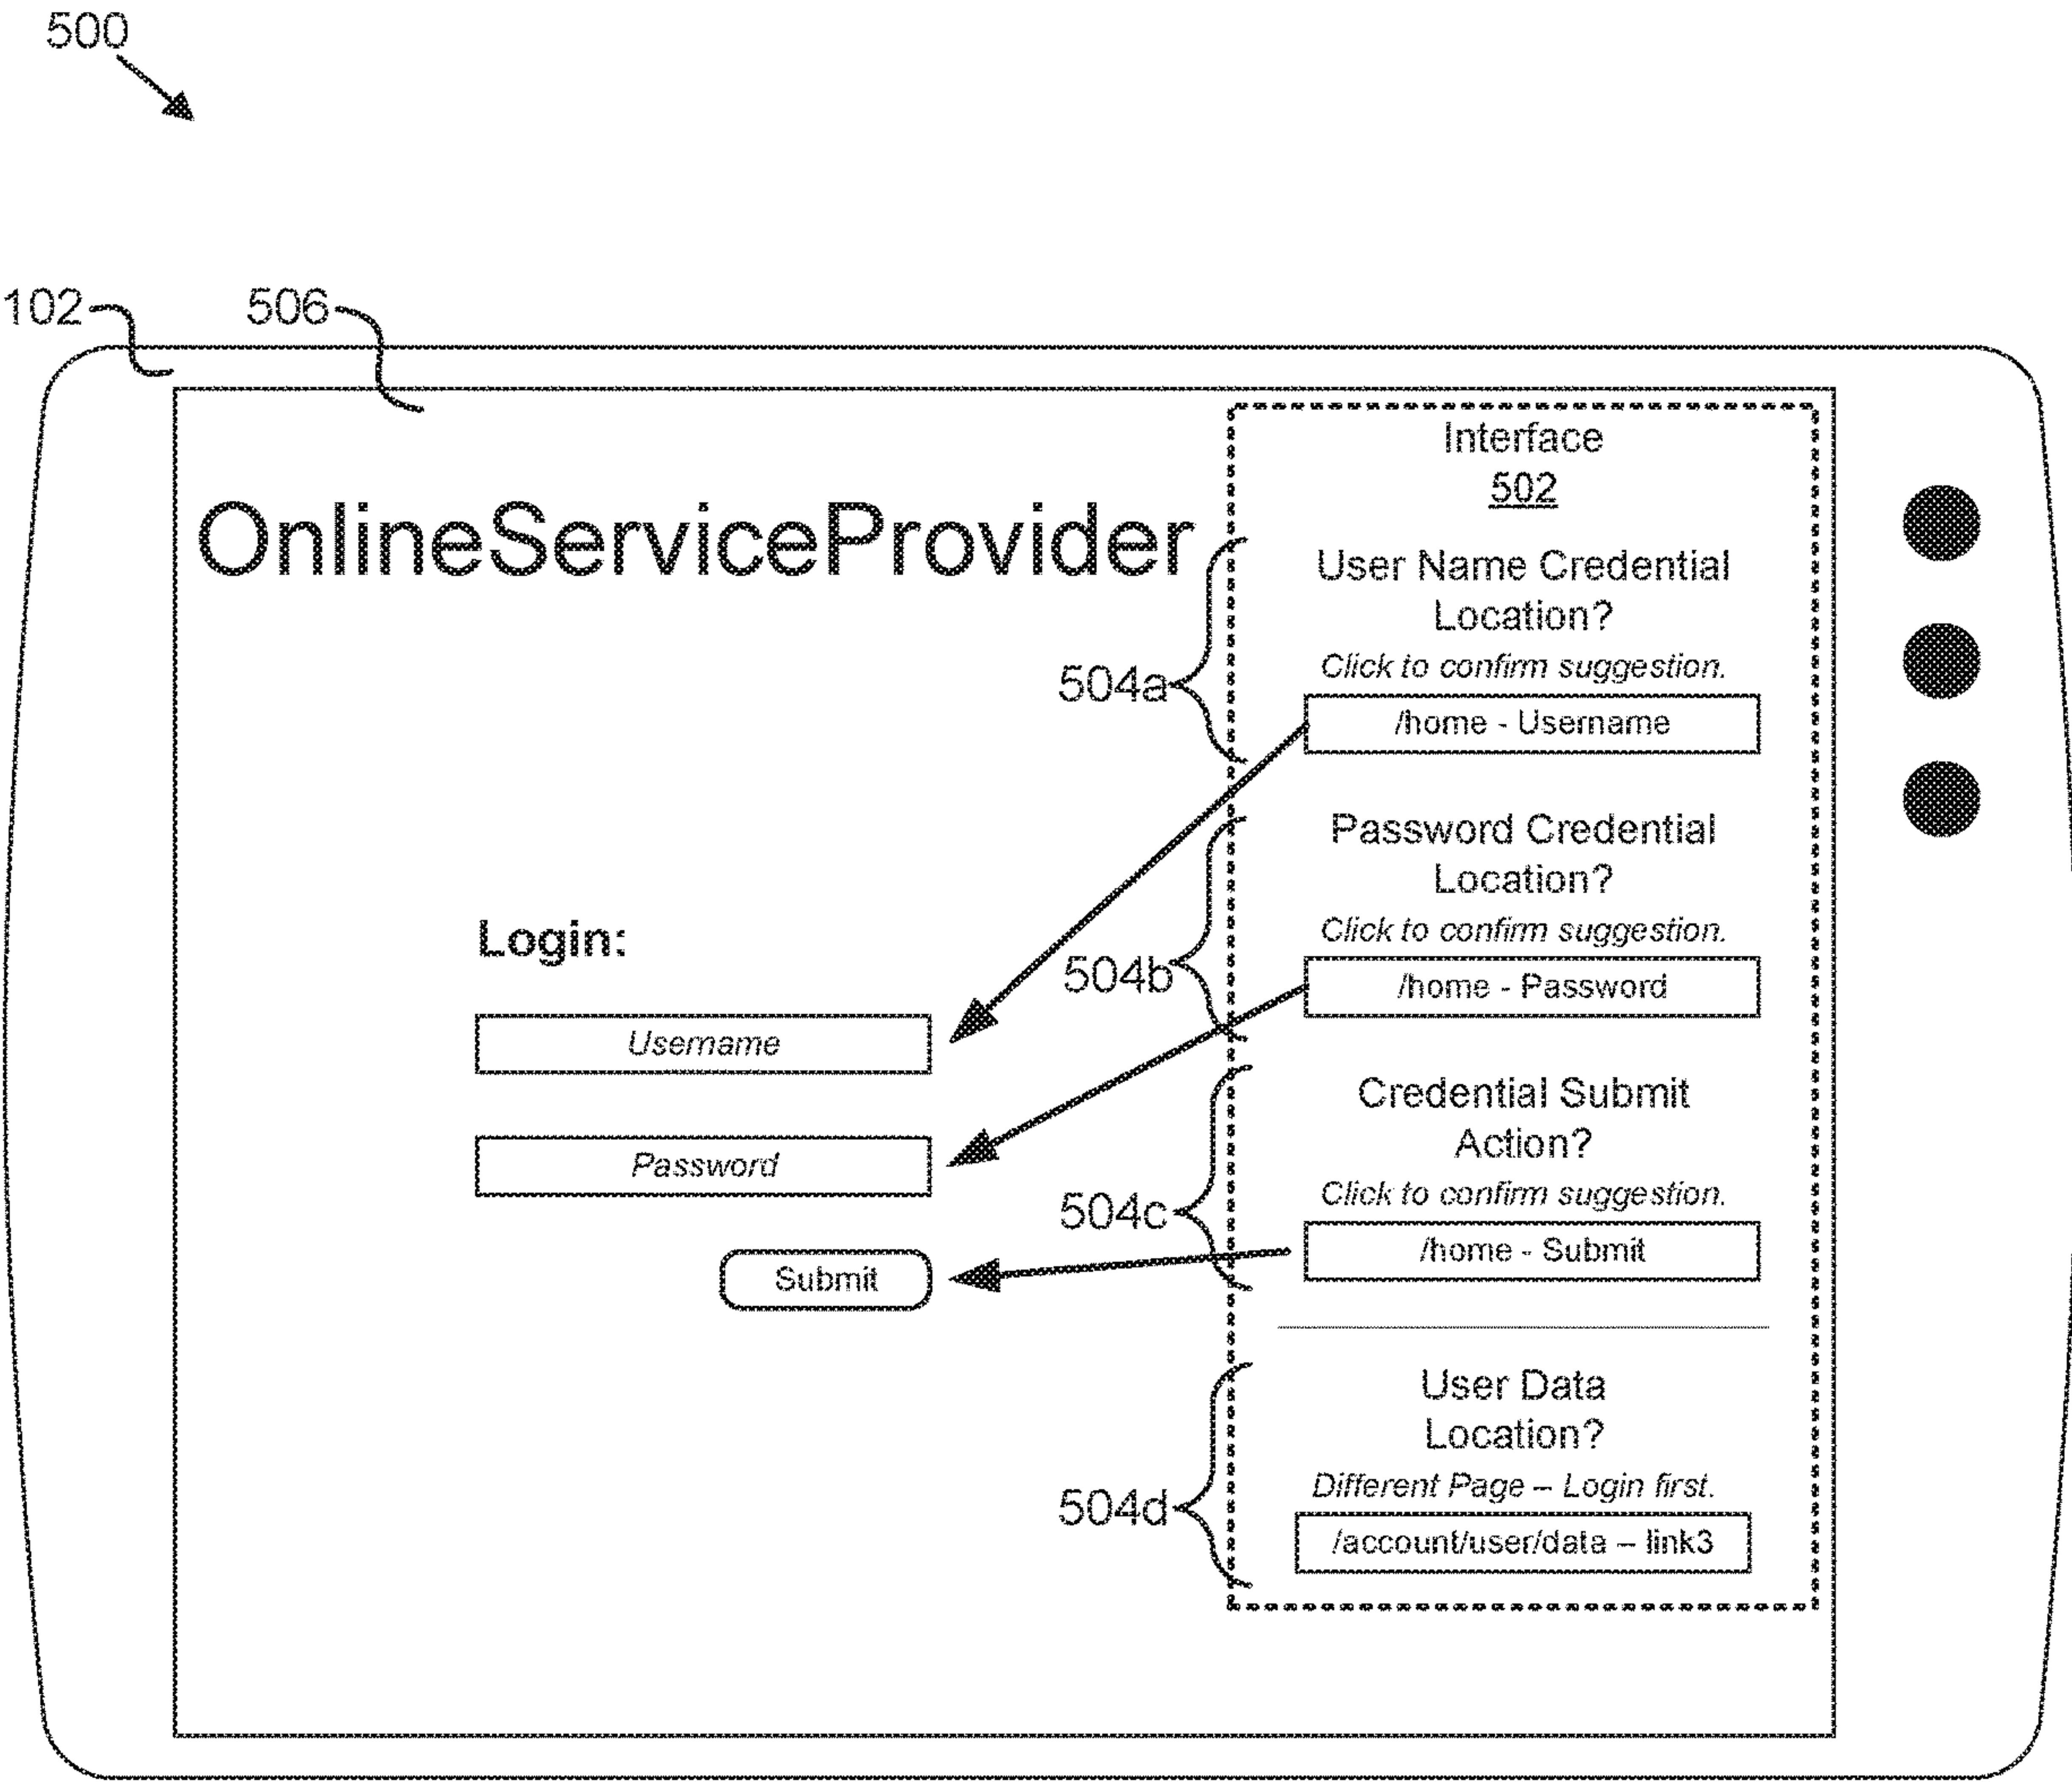 500
102
506
OnlineServiceProvider
Login:
Username
Password
Submit
Interface
502
504a
User Name Credential
Location?
Click to confirm suggestion.
/home - Username
504b
Password Credential
Location?
Click to confirm suggestion.
/home - Password
504c
Credential Submit
Action?
Click to confirm suggestion.
/home - Submit
504d
User Data
Location?
Different Page – Login first.
/account/user/data – link3